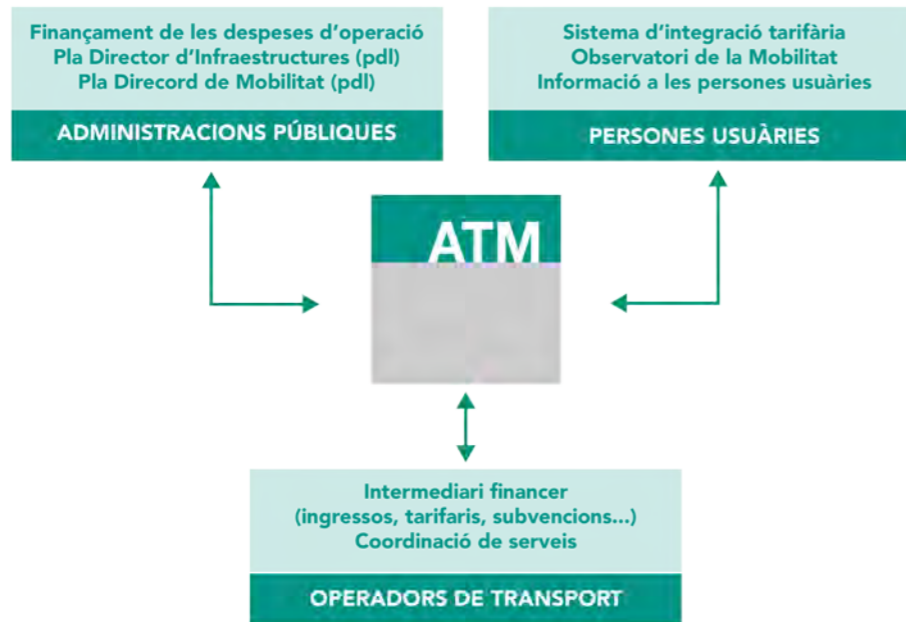 Finançament de les despeses d'operació
Pla Director d'Infraestructures (pdl)
Pla Direcord de Mobilitat (pdl)
ADMINISTRACIONS PÚBLIQUES
Sistema d'integració tarifària
Observatori de la Mobilitat
Informació a les persones usuàries
PERSONES USUÀRIES
ATM
Intermediari financer
(ingressos, tarifaris, subvencions...)
Coordinació de serveis
OPERADORS DE TRANSPORT